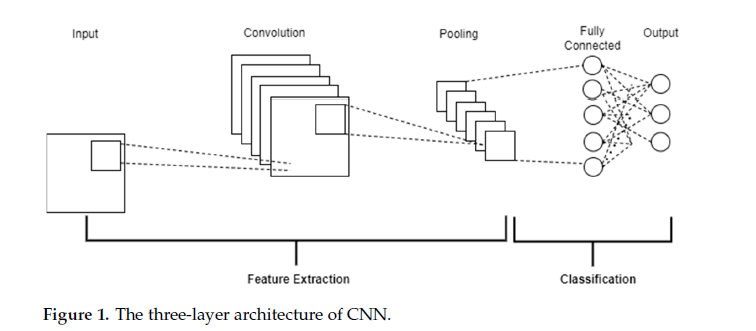 Input
Convolution
Pooling
Fully
Connected
Output
Feature Extraction
Classification
Figure 1. The three-layer architecture of CNN.